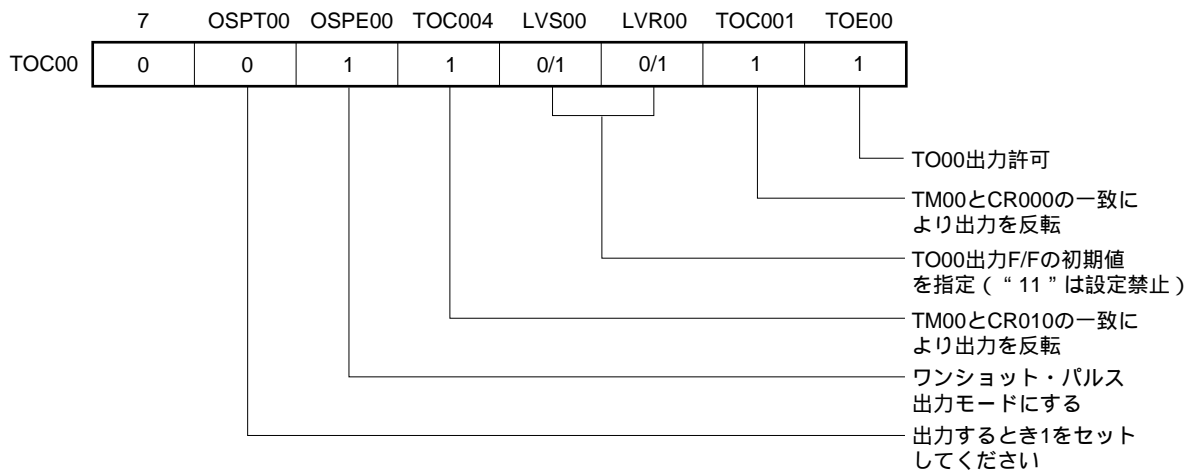 7 OSPT00 OSPE00 TOC004 LVS00 LVR00 TOC001 TOE00
TOC00 0 0 1 1 0/1 0/1 1 1
TO00出力許可
TM00とCR000の一致に
より出力を反転
TO00出力F/Fの初期値
を指定（“11”は設定禁止）
TM00とCR010の一致に
より出力を反転
ワンショット・パルス
出力モードにする
出力するとき1をセット
してください